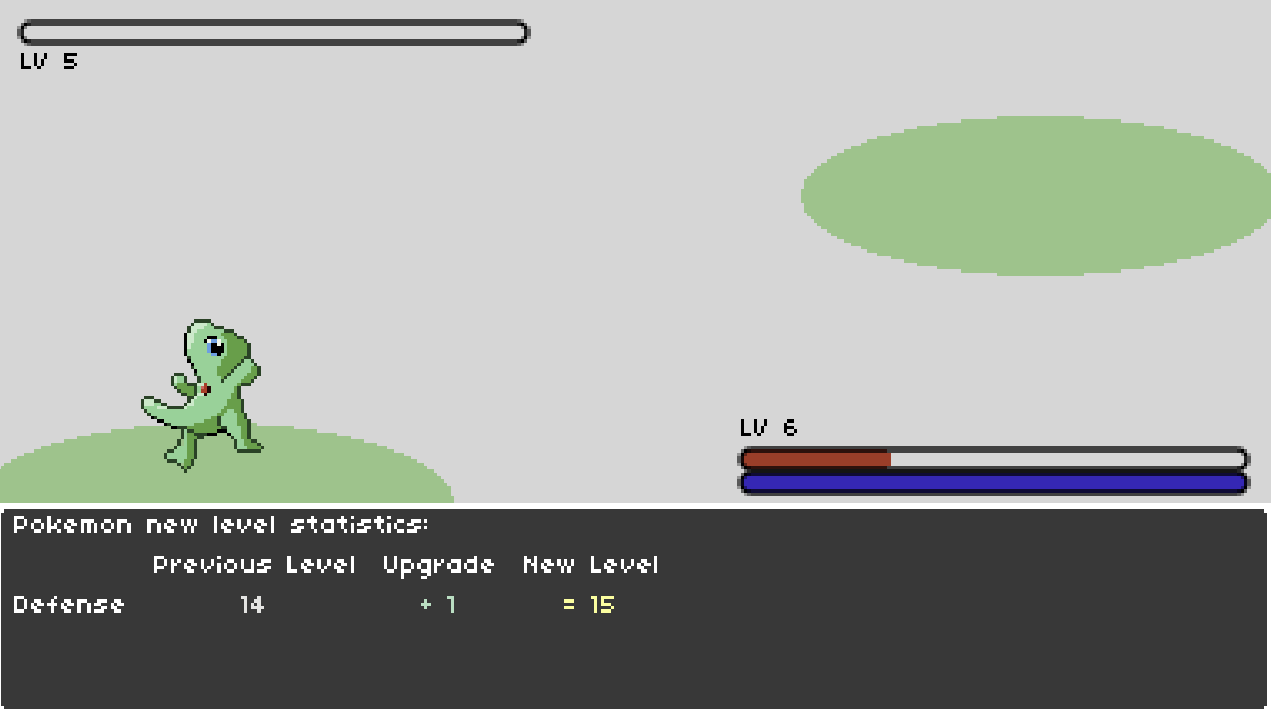 LV 5
LV 6
Pokemon new level statistics:
Previous Level Upgrade New Level
Defense 14 + 1 = 15